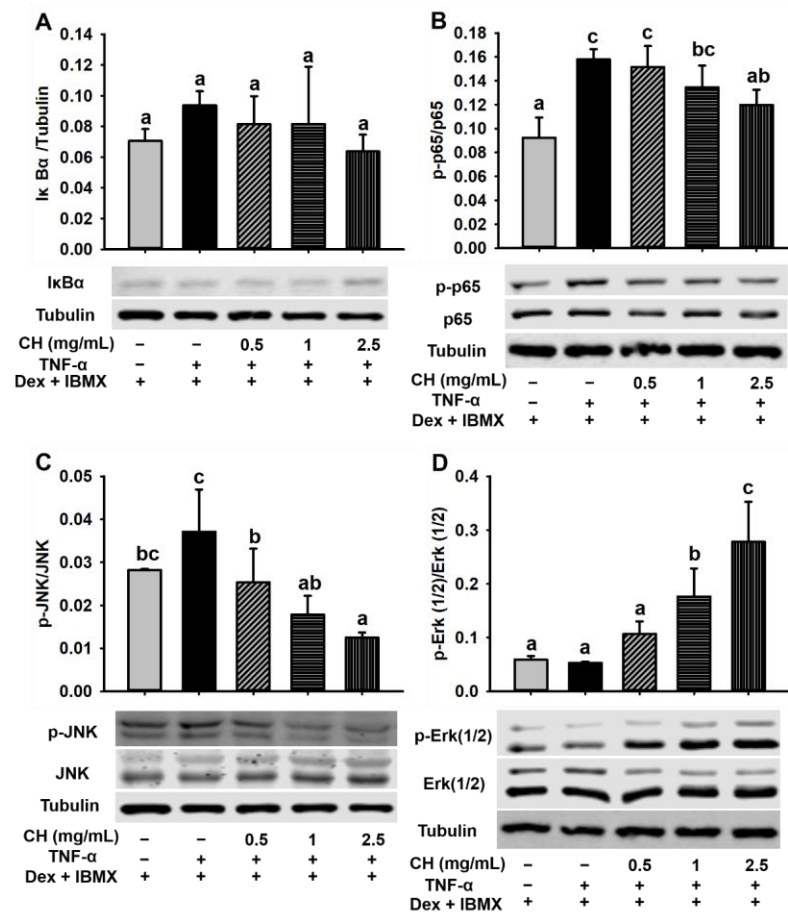 A
Iκ Bα /Tubulin
0.14
0.12
0.10
0.08
0.06
0.04
0.02
0.00
a
a
a
a
a
IκBα
Tubulin
CH (mg/mL) – – 0.5 1 2.5
TNF-α – + + + +
Dex + IBMX + + + + +
B
p-p65/p65
0.18
0.16
0.14
0.12
0.10
0.08
0.06
0.04
0.02
0.00
a
c
c
bc
ab
p-p65
p65
Tubulin
CH (mg/mL) – – 0.5 1 2.5
TNF-α – + + + +
Dex + IBMX + + + + +
C
p-JNK/JNK
0.05
0.04
0.03
0.02
0.01
0.00
bc
c
b
ab
a
p-JNK
JNK
Tubulin
CH (mg/mL) – – 0.5 1 2.5
TNF-α – + + + +
Dex + IBMX + + + + +
D
p-Erk (1/2)/Erk (1/2)
0.4
0.3
0.2
0.1
0.0
a
a
a
b
c
p-Erk(1/2)
Erk(1/2)
Tubulin
CH (mg/mL) – – 0.5 1 2.5
TNF-α – + + + +
Dex + IBMX + + + + +